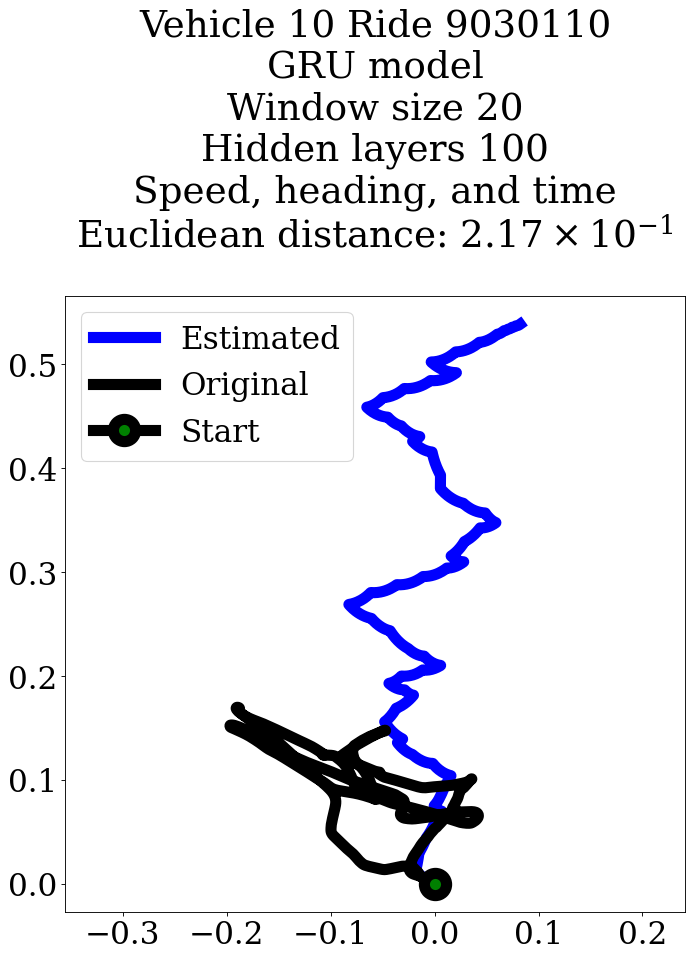 Vehicle 10 Ride 9030110
GRU model
Window size 20
Hidden layers 100
Speed, heading, and time
Euclidean distance: 2.17 × 10⁻¹
Estimated
Original
Start
0.5
0.4
0.3
0.2
0.1
0.0
−0.3 −0.2 −0.1 0.0 0.1 0.2